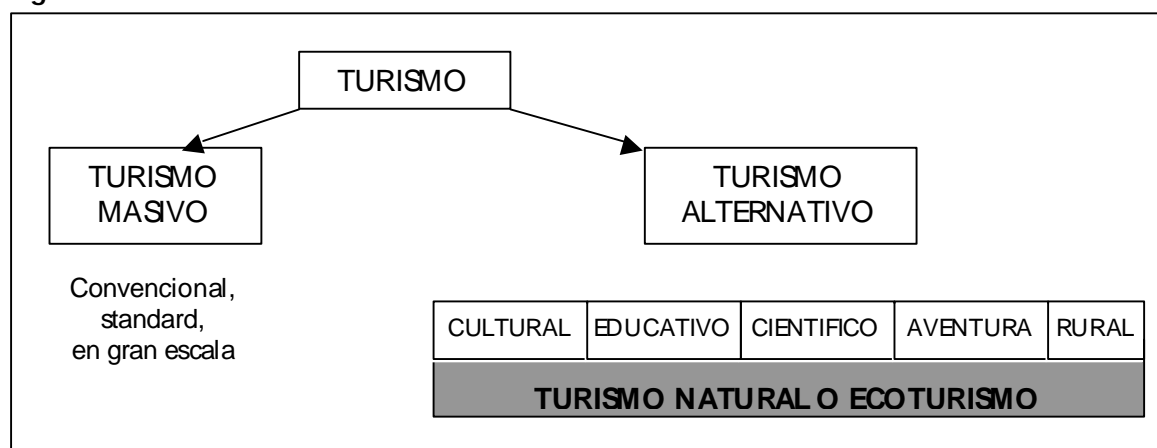 TURISMO
TURISMO
MASIVO
TURISMO
ALTERNATIVO
Convencional,
standard,
en gran escala
CULTURAL EDUCATIVO CIENTIFICO AVENTURA RURAL
TURISMO NATURAL O ECOTURISMO